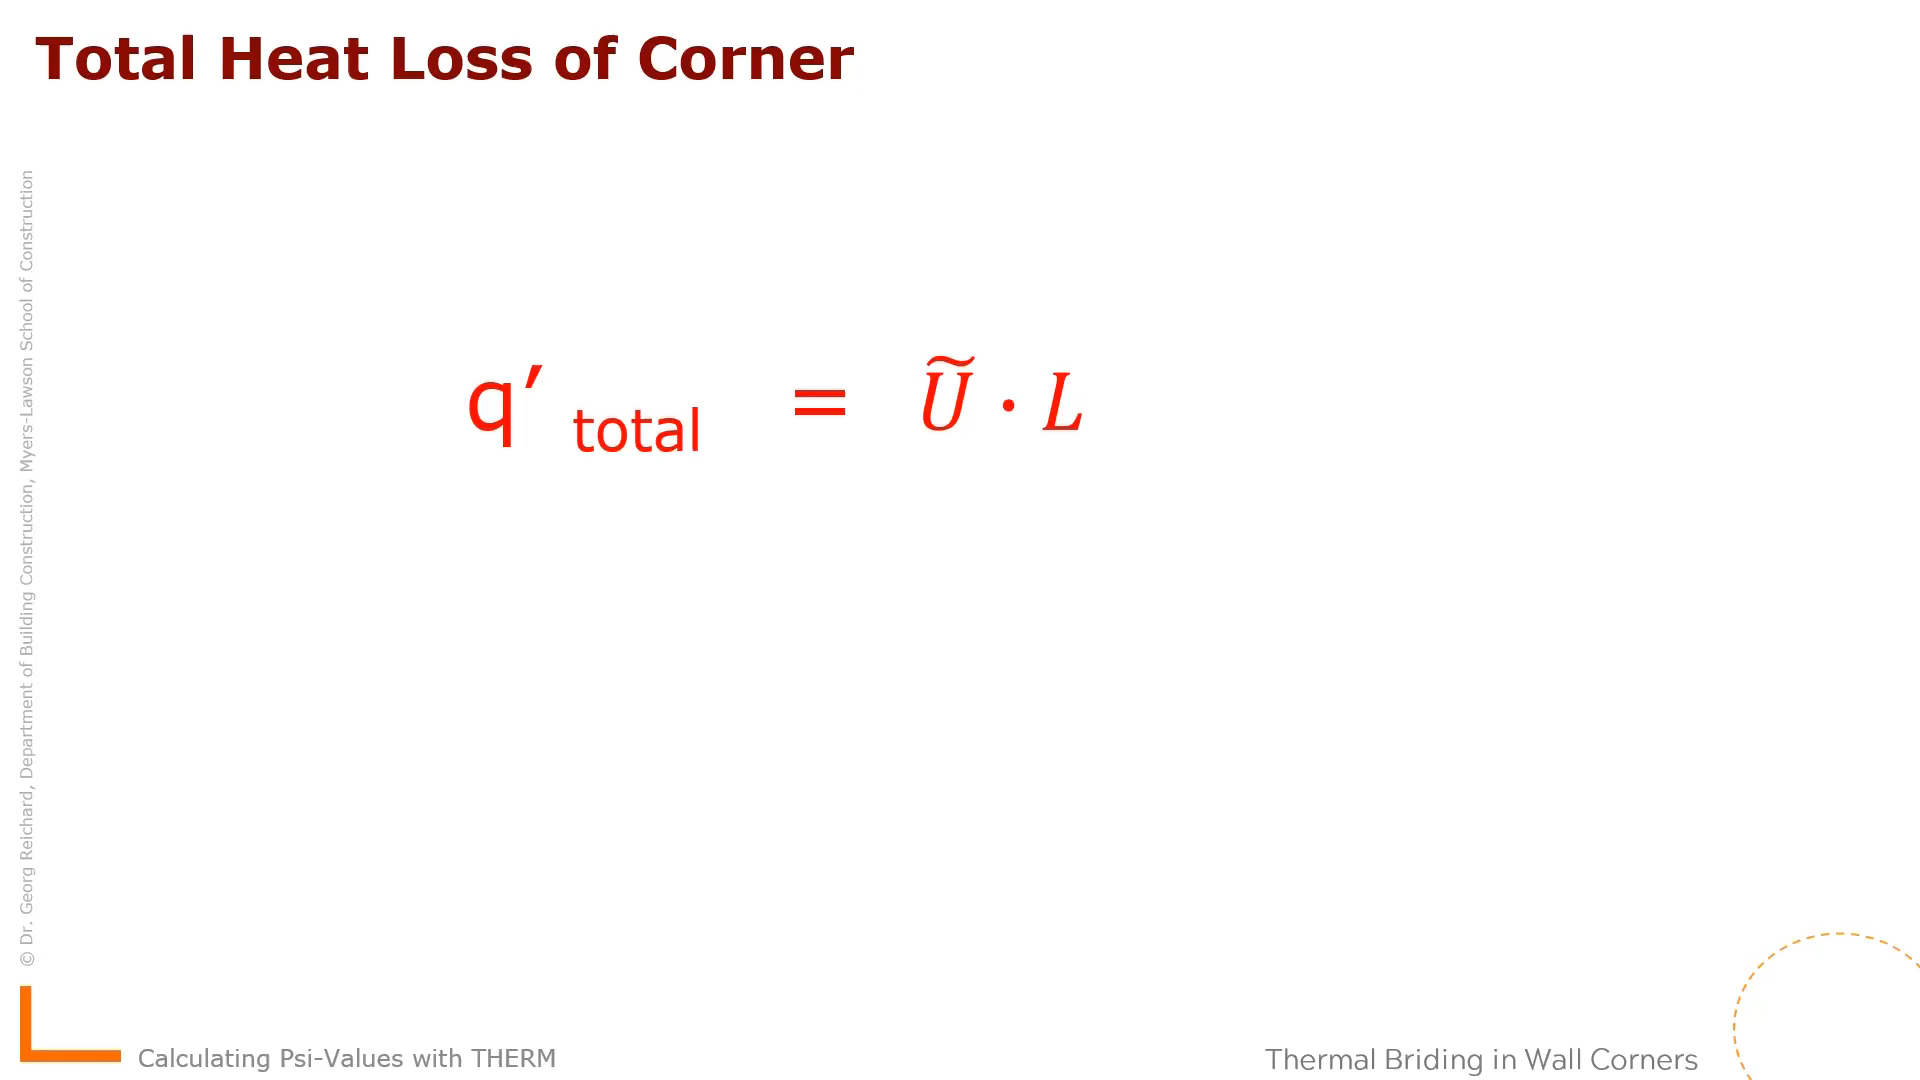 Total Heat Loss of Corner
© Dr. Georg Reichard, Department of Building Construction, Myers-Lawson School of Construction
q′ total = Ũ · L
Calculating Psi-Values with THERM
Thermal Briding in Wall Corners